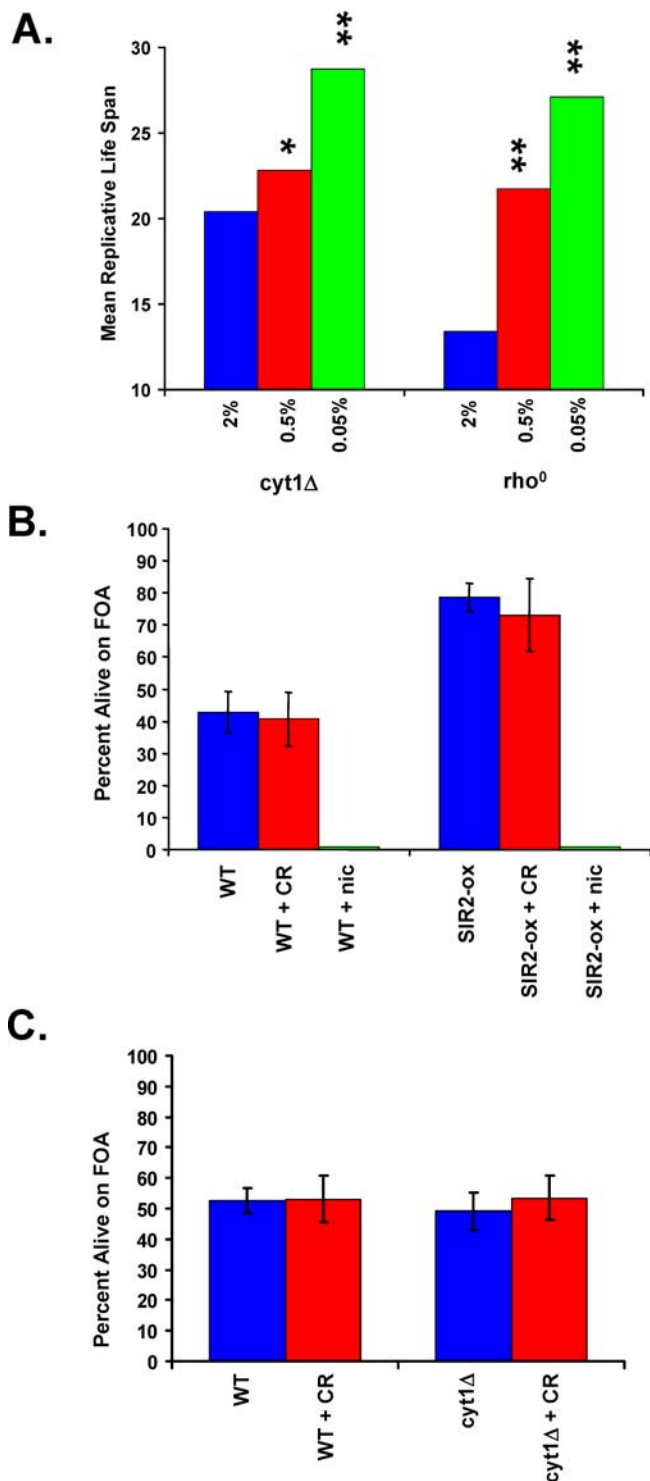 A.
Mean Replicative Life Span
30
25
20
15
10
*
**
**
**
2%
0.5%
0.05%
2%
0.5%
0.05%
cyt1Δ
rho⁰
B.
Percent Alive on FOA
100
90
80
70
60
50
40
30
20
10
0
WT
WT + CR
WT + nic
SIR2-ox
SIR2-ox + CR
SIR2-ox + nic
C.
Percent Alive on FOA
100
90
80
70
60
50
40
30
20
10
0
WT
WT + CR
cyt1Δ
cyt1Δ + CR